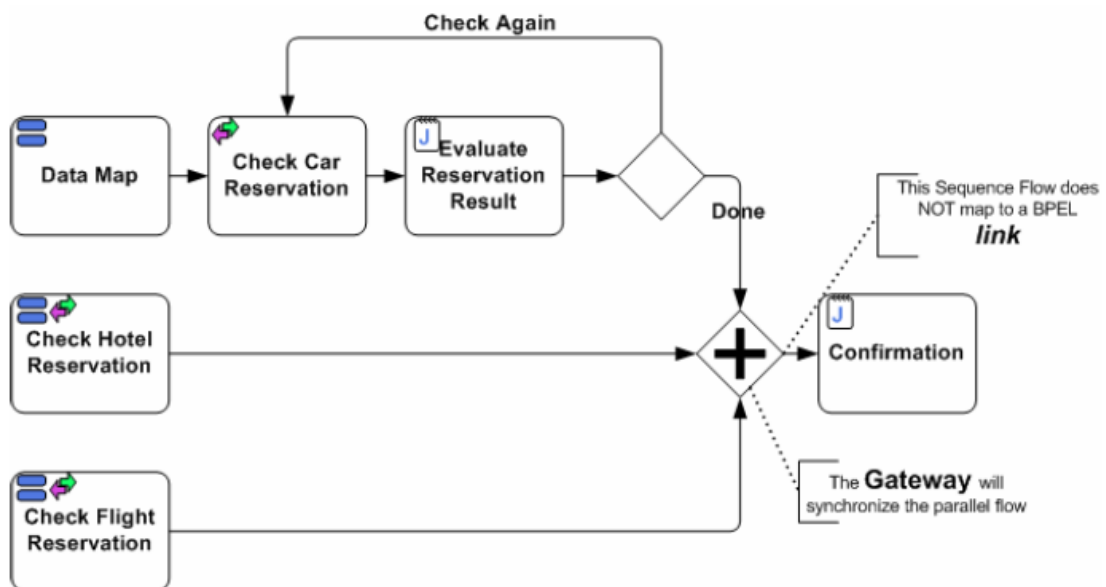 Check Again
Data Map
Check Car
Reservation
J
Evaluate
Reservation
Result
Done
This Sequence Flow does
NOT map to a BPEL
link
Check Hotel
Reservation
J
Confirmation
The Gateway will
synchronize the parallel flow
Check Flight
Reservation